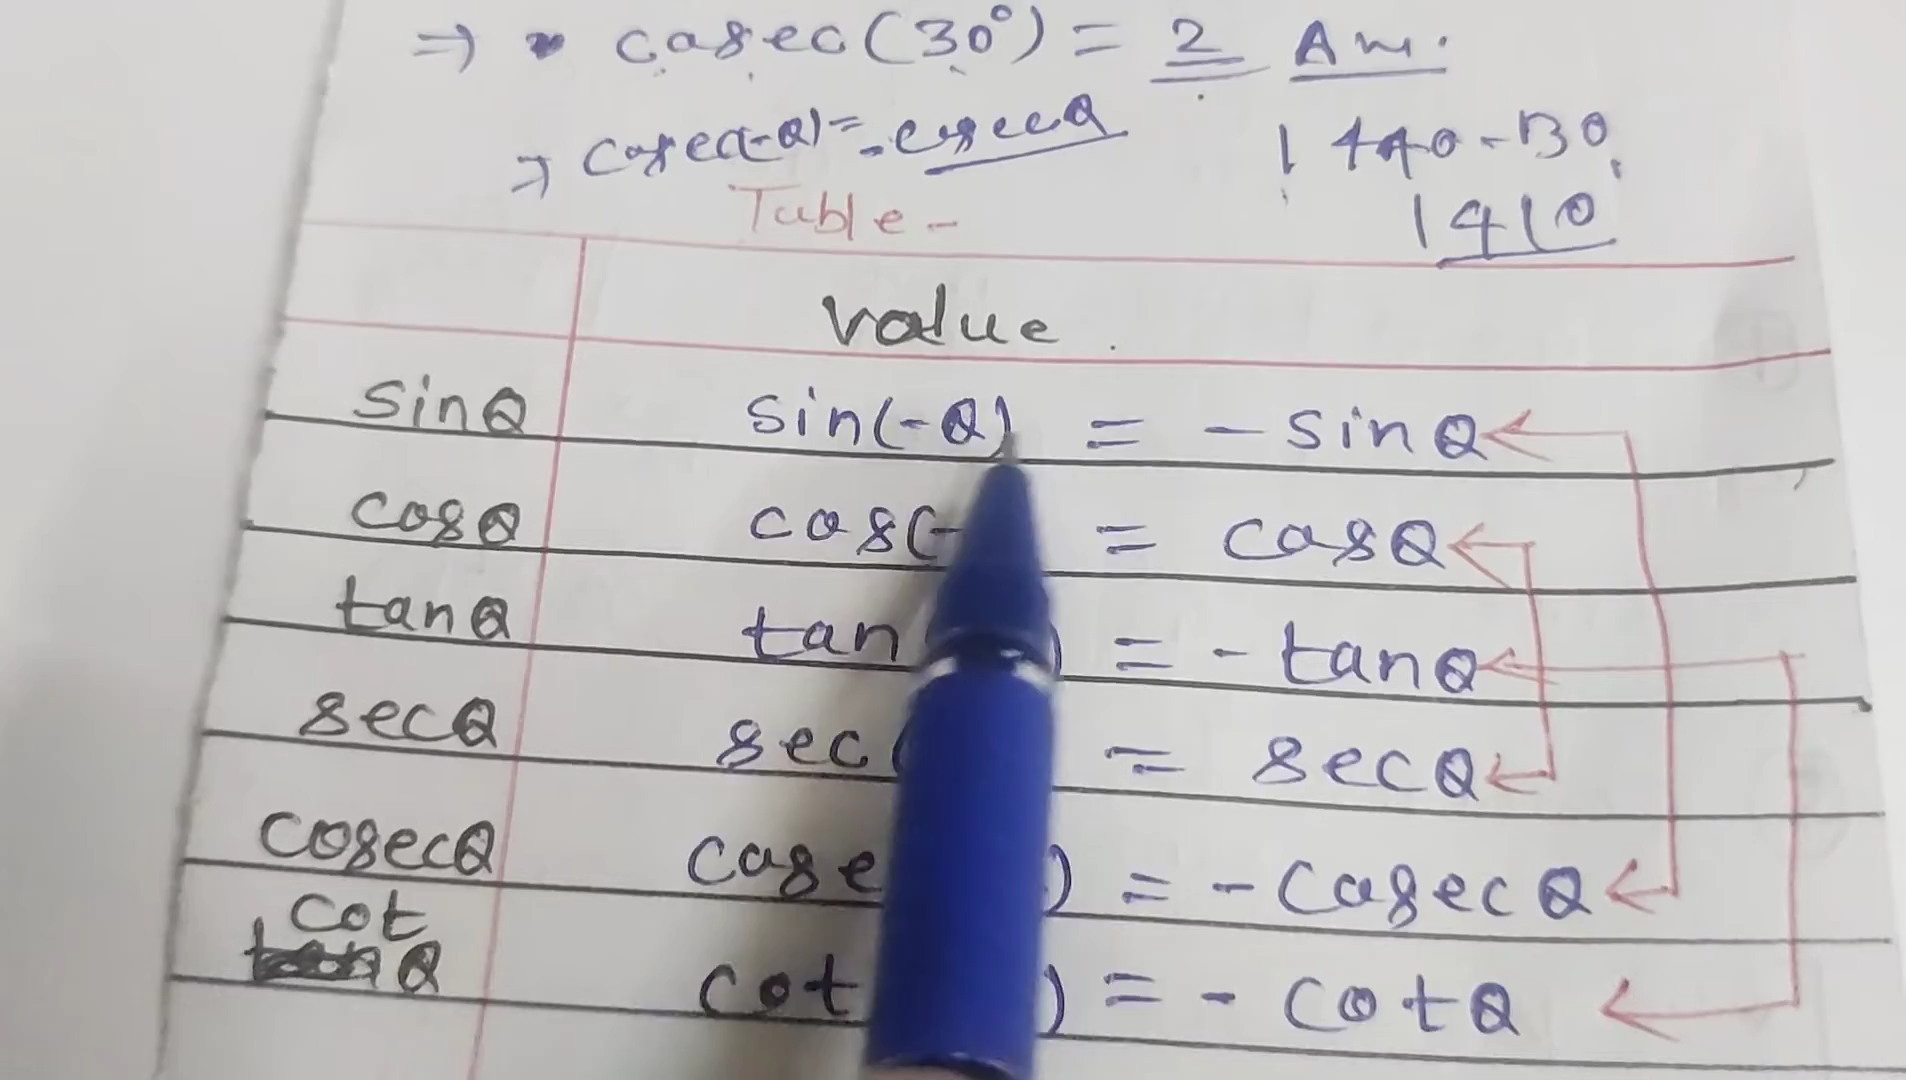 ⇒ cosec(30°) = 2 Ans.
⇒ cosec(-θ) = -cosecθ
1440-30
1410
Table -
value
sinθ sin(-θ) = - sinθ
cosθ cos(- = cosθ
tanθ tan ) = - tanθ
secθ sec( = secθ
cosecθ cose ) = - cosecθ
cot
θ cot ) = - cotθ